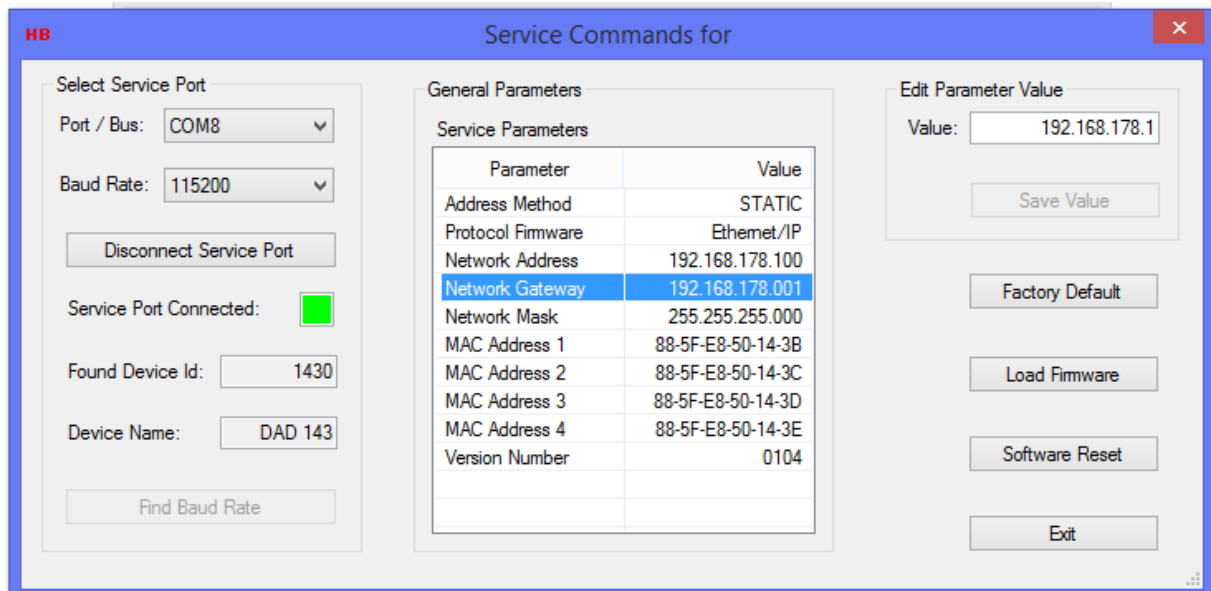 HB
Service Commands for
Select Service Port
Port / Bus: COM8
Baud Rate: 115200
Disconnect Service Port
Service Port Connected:
Found Device Id: 1430
Device Name: DAD 143
Find Baud Rate
General Parameters
Service Parameters
Parameter Value
Address Method STATIC
Protocol Firmware Ethernet/IP
Network Address 192.168.178.100
Network Gateway 192.168.178.001
Network Mask 255.255.255.000
MAC Address 1 88-5F-E8-50-14-3B
MAC Address 2 88-5F-E8-50-14-3C
MAC Address 3 88-5F-E8-50-14-3D
MAC Address 4 88-5F-E8-50-14-3E
Version Number 0104
Edit Parameter Value
Value: 192.168.178.1
Save Value
Factory Default
Load Firmware
Software Reset
Exit